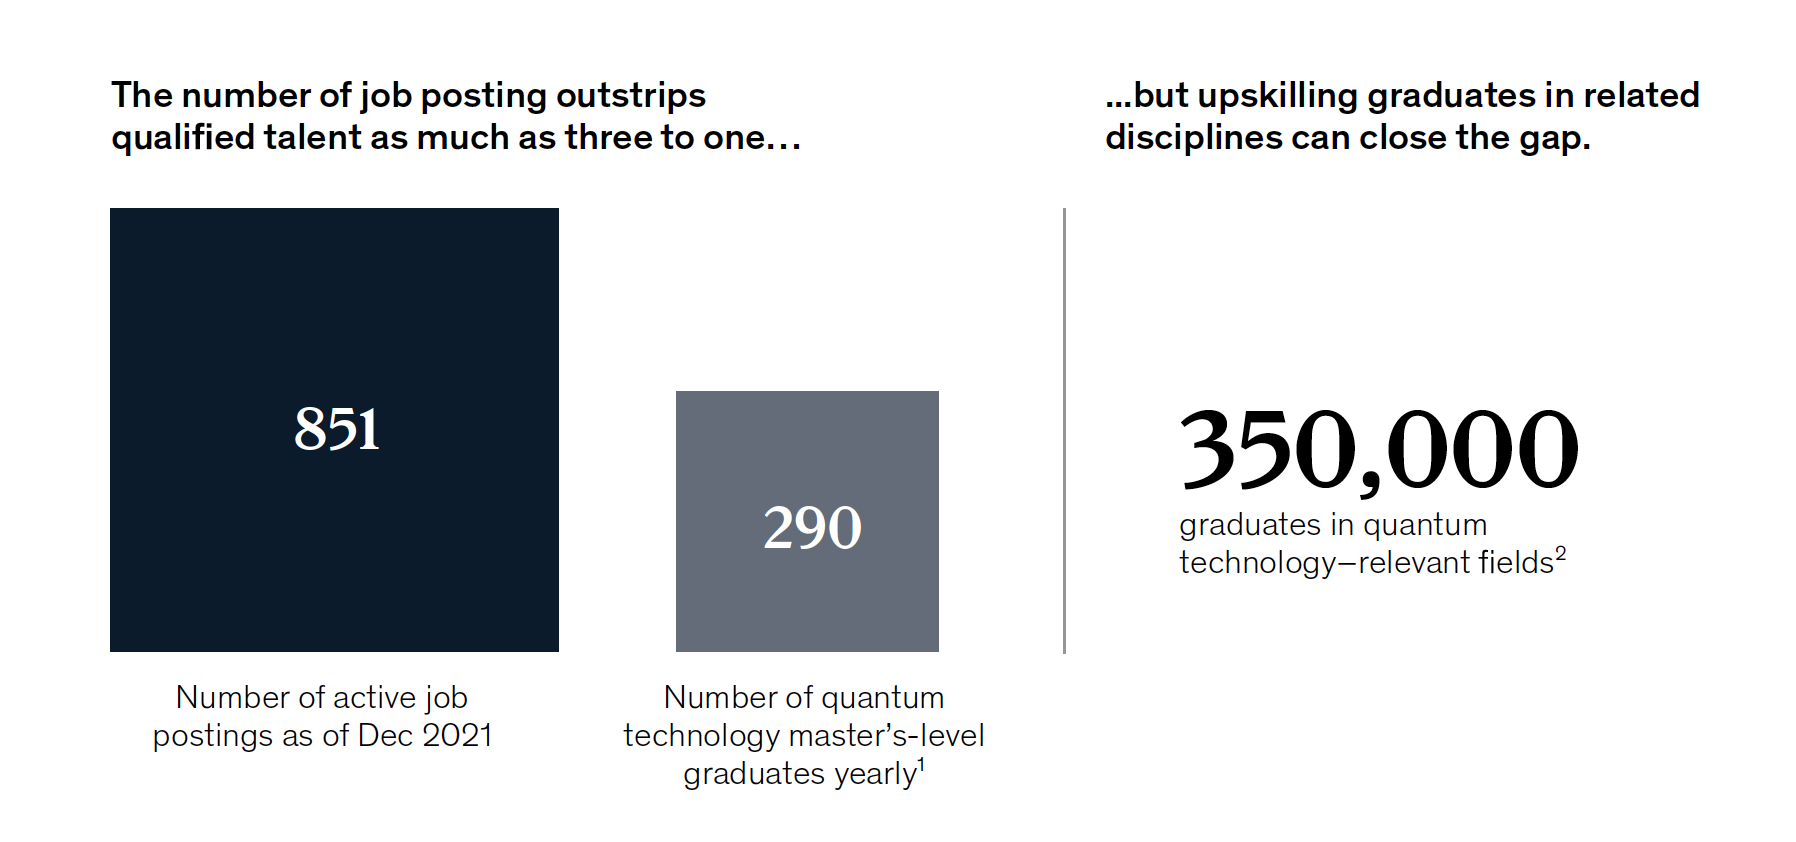 The number of job posting outstrips
qualified talent as much as three to one...
...but upskilling graduates in related
disciplines can close the gap.
851
Number of active job
postings as of Dec 2021
290
Number of quantum
technology master’s-level
graduates yearly¹
350,000
graduates in quantum
technology–relevant fields²